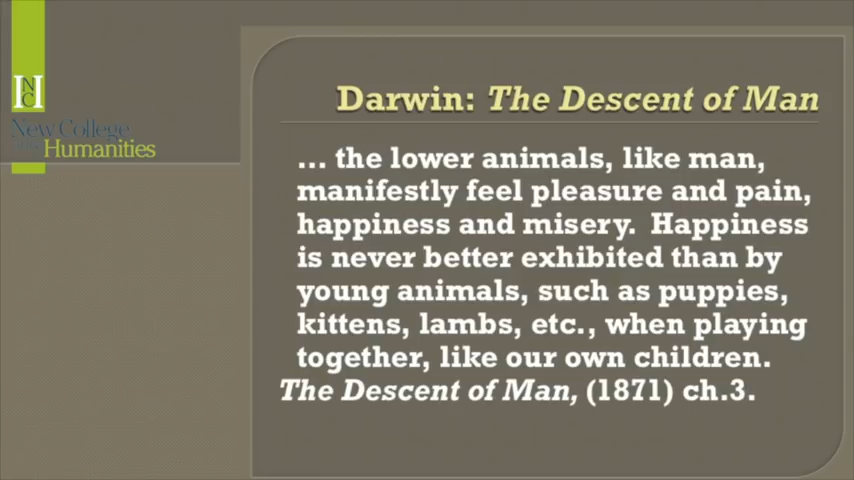 NCH
New College
of the Humanities
Darwin: The Descent of Man
... the lower animals, like man,
manifestly feel pleasure and pain,
happiness and misery.  Happiness
is never better exhibited than by
young animals, such as puppies,
kittens, lambs, etc., when playing
together, like our own children.
The Descent of Man, (1871) ch.3.